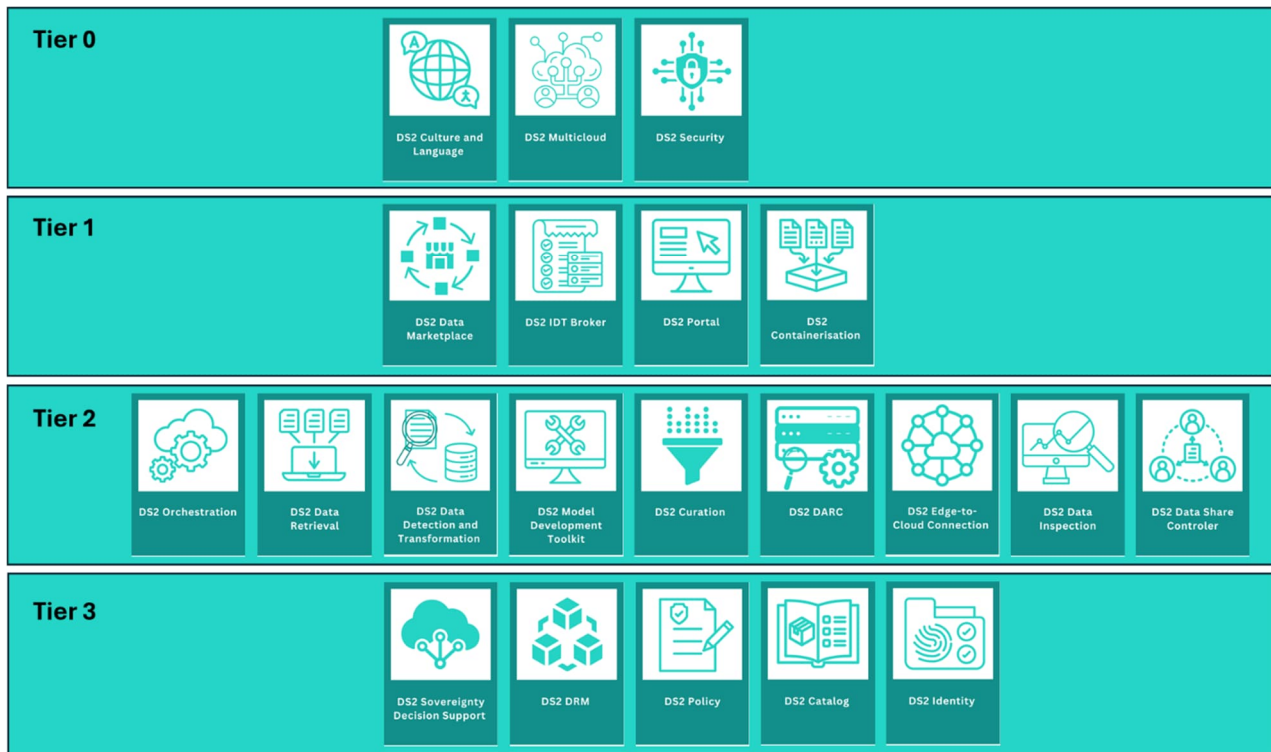 Tier 0
DS2 Culture and
Language
DS2 Multicloud
DS2 Security
Tier 1
DS2 Data
Marketplace
DS2 IDT Broker
DS2 Portal
DS2
Containerisation
Tier 2
DS2 Orchestration
DS2 Data
Retrieval
DS2 Data
Detection and
Transformation
DS2 Model
Development
Toolkit
DS2 Curation
DS2 DARC
DS2 Edge-to-
Cloud Connection
DS2 Data
Inspection
DS2 Data Share
Controler
Tier 3
DS2 Sovereignty
Decision Support
DS2 DRM
DS2 Policy
DS2 Catalog
DS2 Identity